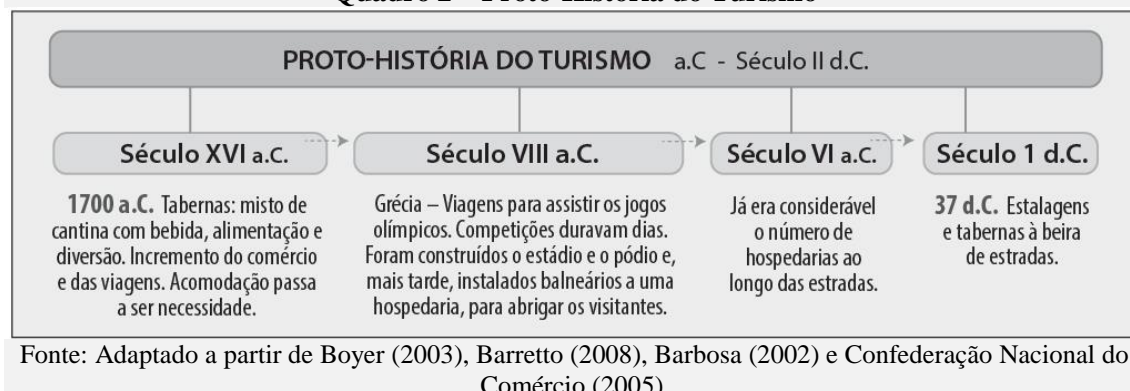 Quadro 2 – Proto-História do Turismo
PROTO-HISTÓRIA DO TURISMO a.C - Século II d.C.
Século XVI a.C.
1700 a.C. Tabernas: misto de
cantina com bebida, alimentação e
diversão. Incremento do comércio
e das viagens. Acomodação passa
a ser necessidade.
Século VIII a.C.
Grécia – Viagens para assistir os jogos
olímpicos. Competições duravam dias.
Foram construídos o estádio e o pódio e,
mais tarde, instalados balneários a uma
hospedaria, para abrigar os visitantes.
Século VI a.C.
Já era considerável
o número de
hospedarias ao
longo das estradas.
Século 1 d.C.
37 d.C. Estalagens
e tabernas à beira
de estradas.
Fonte: Adaptado a partir de Boyer (2003), Barretto (2008), Barbosa (2002) e Confederação Nacional do
Comércio (2005)